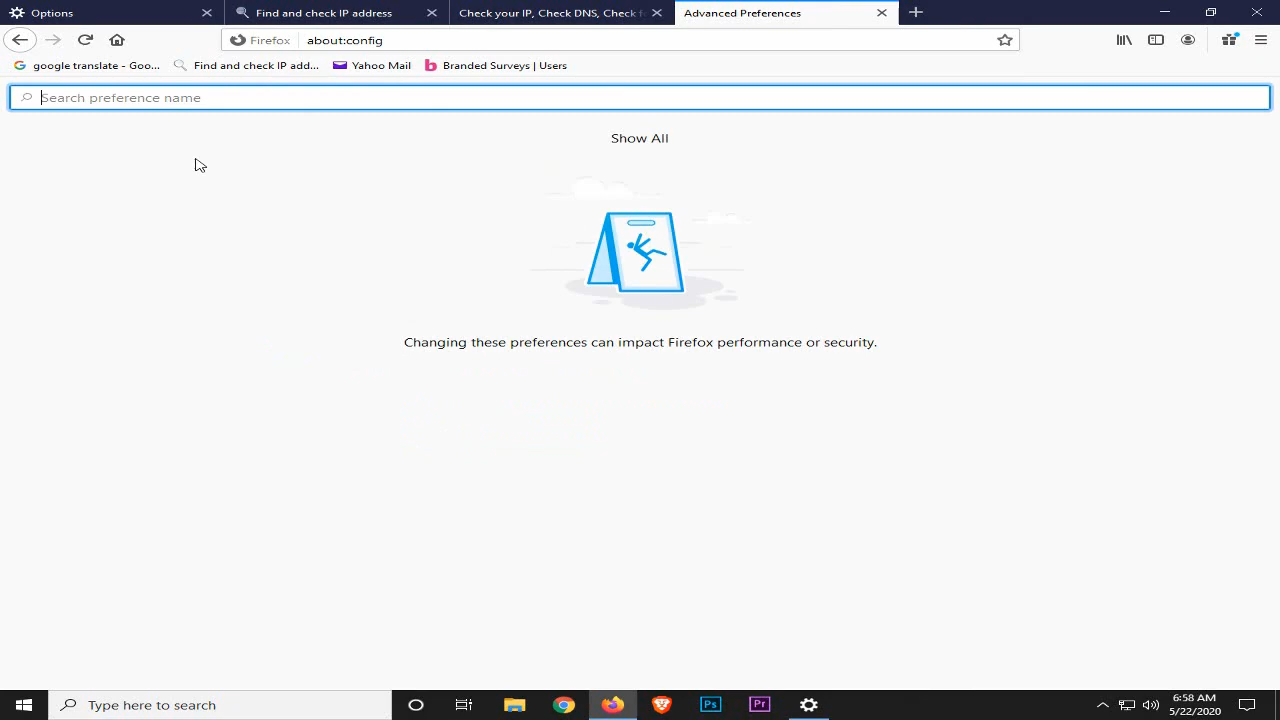 Options
Find and check IP address
Check your IP, Check DNS, Check f
Advanced Preferences
Firefox
about:config
google translate - Goo...
Find and check IP add...
Yahoo Mail
Branded Surveys | Users
Search preference name
Show All
Changing these preferences can impact Firefox performance or security.
Type here to search
Ps
Pr
6:58 AM
5/22/2020